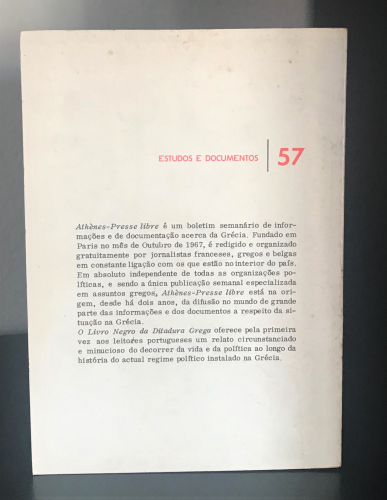 ESTUDOS E DOCUMENTOS | 57
Athènes-Presse libre é um boletim semanário de infor-
mações e de documentação acerca da Grécia. Fundado em
Paris no mês de Outubro de 1967, é redigido e organizado
gratuitamente por jornalistas franceses, gregos e belgas
em constante ligação com os que estão no interior do país.
Em absoluto independente de todas as organizações po-
líticas, e sendo a única publicação semanal especializada
em assuntos gregos, Athènes-Presse libre está na ori-
gem, desde há dois anos, da difusão no mundo de grande
parte das informações e dos documentos a respeito da si-
tuação na Grécia.
O Livro Negro da Ditadura Grega oferece pela primeira
vez aos leitores portugueses um relato circunstanciado
e mimucioso do decorrer da vida e da política ao longo da
história do actual regime político instalado na Grécia.